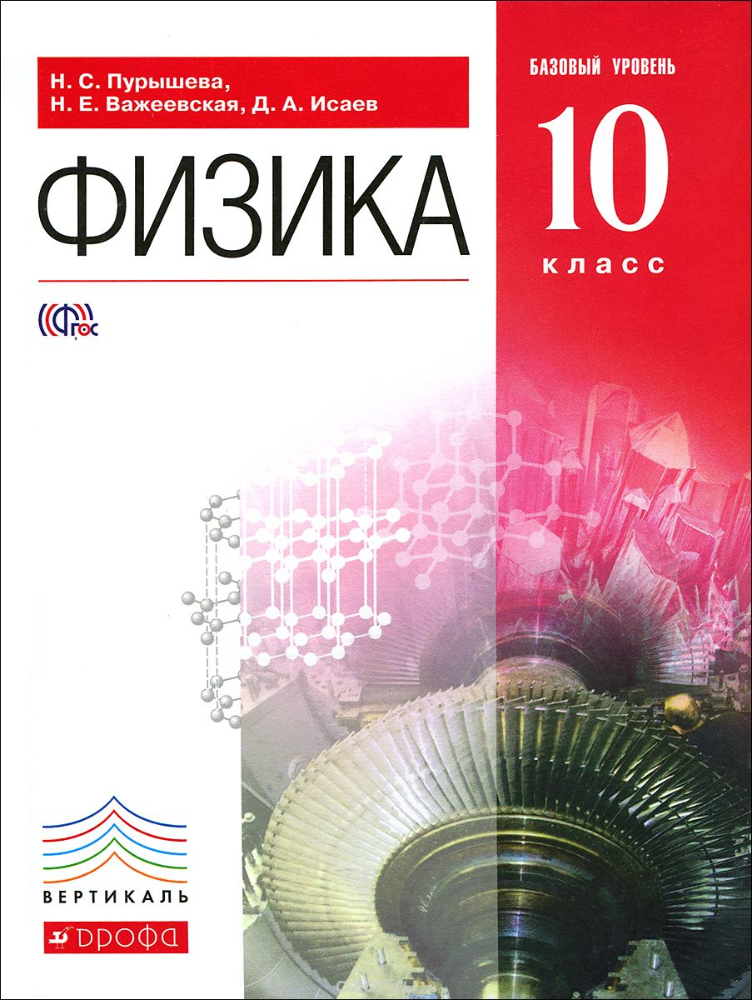 Н. С. Пурышева,
Н. Е. Важеевская, Д. А. Исаев
БАЗОВЫЙ УРОВЕНЬ
ФИЗИКА
10
класс
ФГОС
ВЕРТИКАЛЬ
дрофа